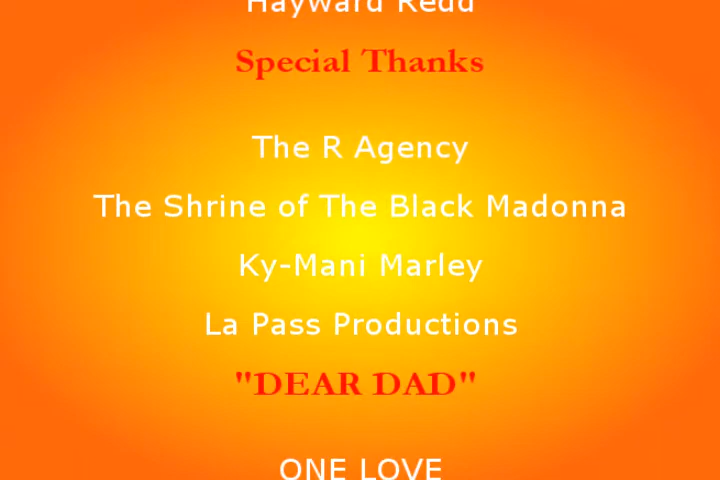 Hayward Redd
Special Thanks
The R Agency
The Shrine of The Black Madonna
Ky-Mani Marley
La Pass Productions
"DEAR DAD"
ONE LOVE